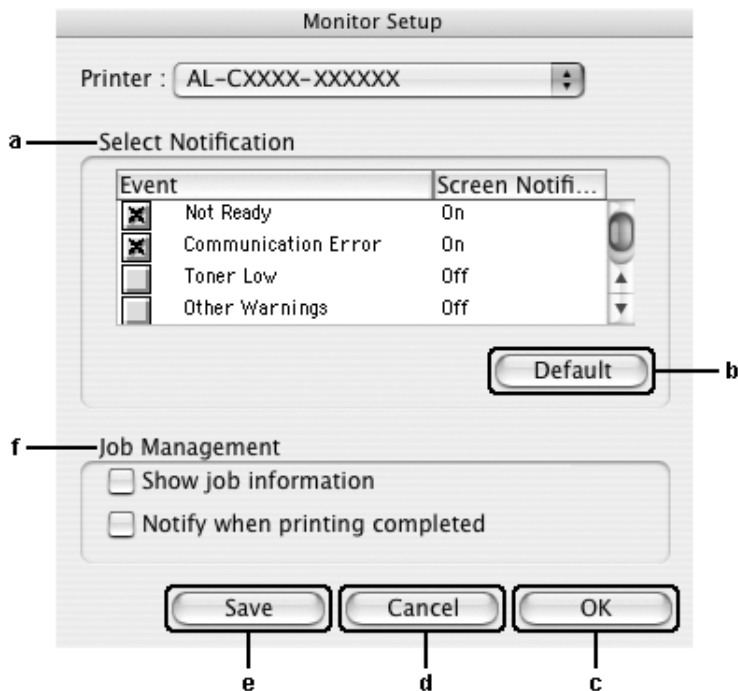 Monitor Setup
Printer : AL-CXXXX-XXXXXX
a Select Notification
Event Screen Notifi...
Not Ready On
Communication Error On
Toner Low Off
Other Warnings Off
Default b
f Job Management
Show job information
Notify when printing completed
Save Cancel OK
e d c